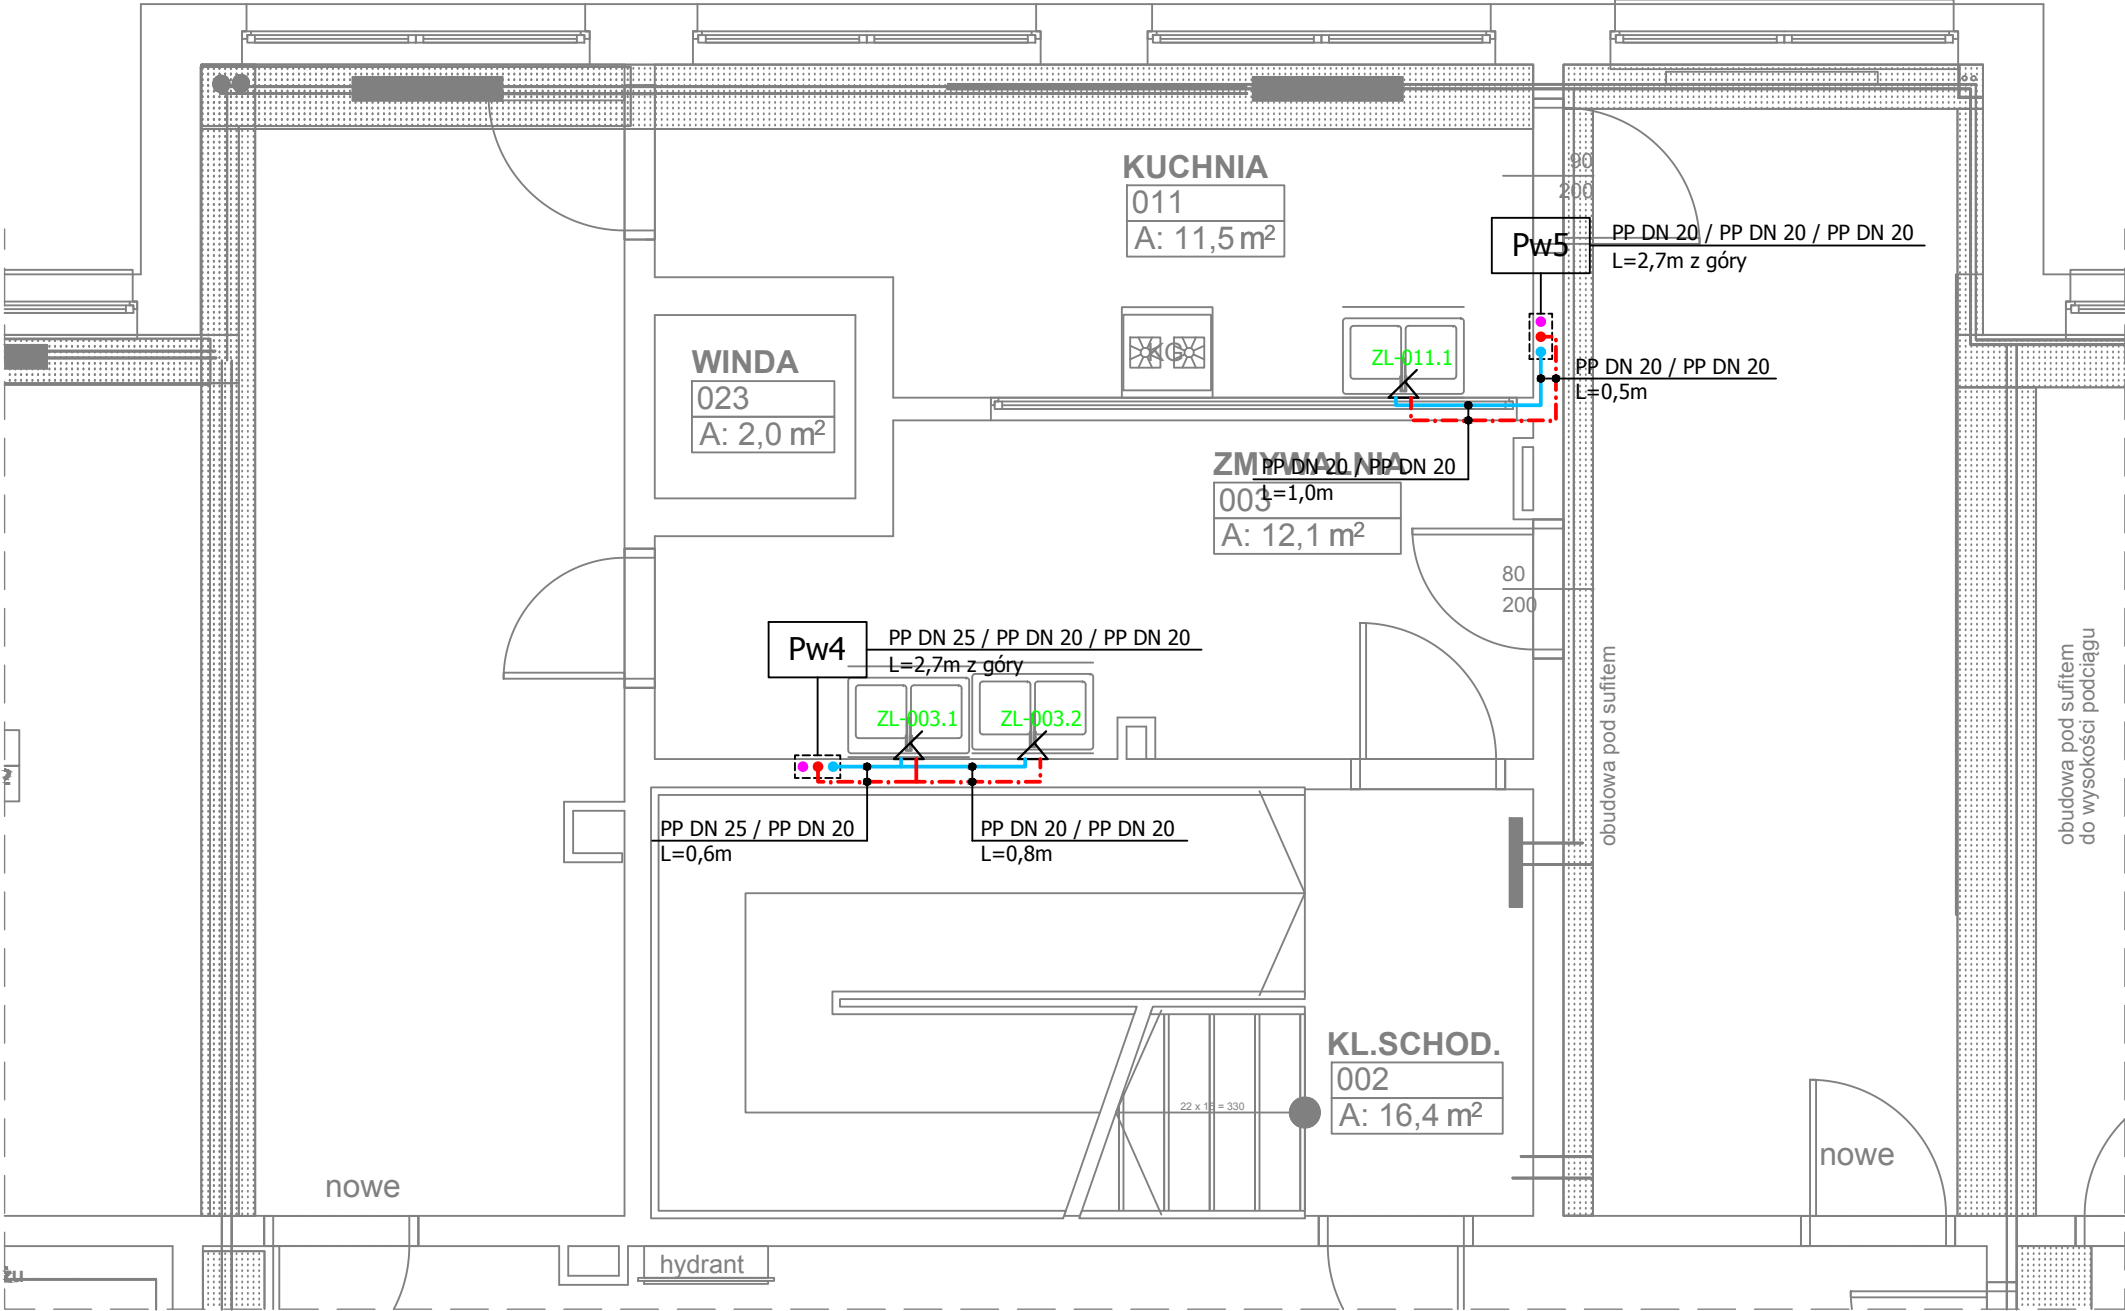 KUCHNIA
011
A: 11,5 m²
90
200
Pw5
PP DN 20 / PP DN 20 / PP DN 20
L=2,7m z góry
WINDA
023
A: 2,0 m²
KG
ZL-011.1
PP DN 20 / PP DN 20
L=0,5m
ZMYWALNIA
003
A: 12,1 m²
PP DN 20 / PP DN 20
L=1,0m
80
200
Pw4
PP DN 25 / PP DN 20 / PP DN 20
L=2,7m z góry
ZL-003.1
ZL-003.2
PP DN 25 / PP DN 20
L=0,6m
PP DN 20 / PP DN 20
L=0,8m
obudowa pod sufitem
obudowa pod sufitem
do wysokości podciągu
KL.SCHOD.
002
A: 16,4 m²
nowe
nowe
hydrant